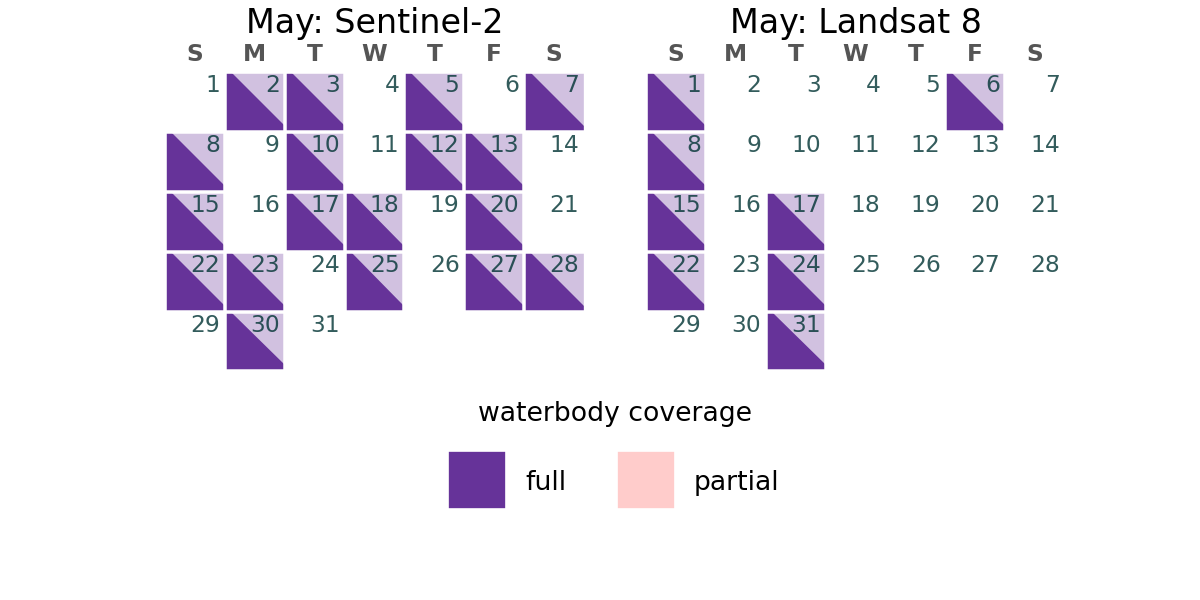 May: Sentinel-2
S M T W T F S
1 2 3 4 5 6 7
8 9 10 11 12 13 14
15 16 17 18 19 20 21
22 23 24 25 26 27 28
29 30 31
May: Landsat 8
S M T W T F S
1 2 3 4 5 6 7
8 9 10 11 12 13 14
15 16 17 18 19 20 21
22 23 24 25 26 27 28
29 30 31
waterbody coverage
full partial